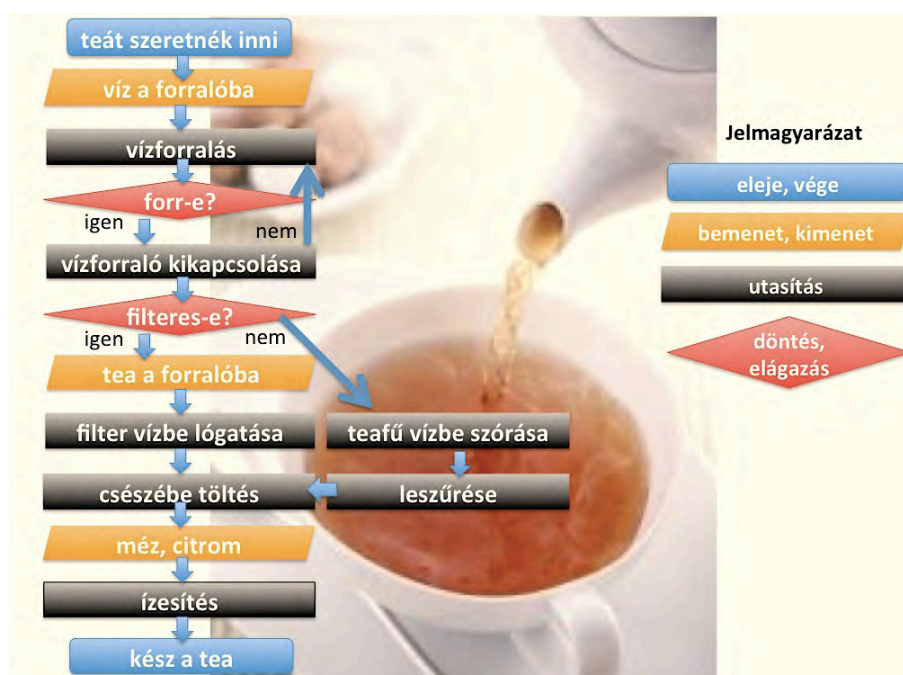 teát szeretnék inni
víz a forralóba
vízforralás
forr-e?
igen
nem
vízforraló kikapcsolása
filteres-e?
igen
nem
tea a forralóba
filter vízbe lógatása
teafű vízbe szórása
csészébe töltés
leszűrése
méz, citrom
ízesítés
kész a tea
Jelmagyarázat
eleje, vége
bemenet, kimenet
utasítás
döntés,
elágazás